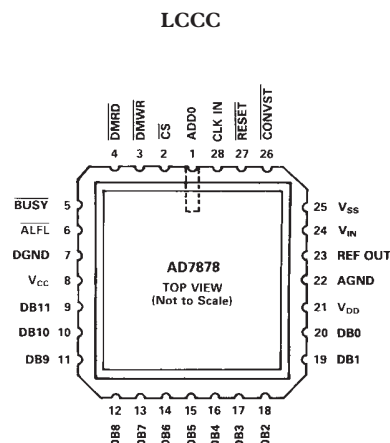 LCCC
DMRD
DMWR
CS
ADD0
CLK IN
RESET
CONVST
4 3 2 1 28 27 26
BUSY 5
ALFL 6
DGND 7
VCC 8
DB11 9
DB10 10
DB9 11
25 VSS
24 VIN
23 REF OUT
22 AGND
21 VDD
20 DB0
19 DB1
AD7878
TOP VIEW
(Not to Scale)
12 13 14 15 16 17 18
DB8
DB7
DB6
DB5
DB4
DB3
DB2